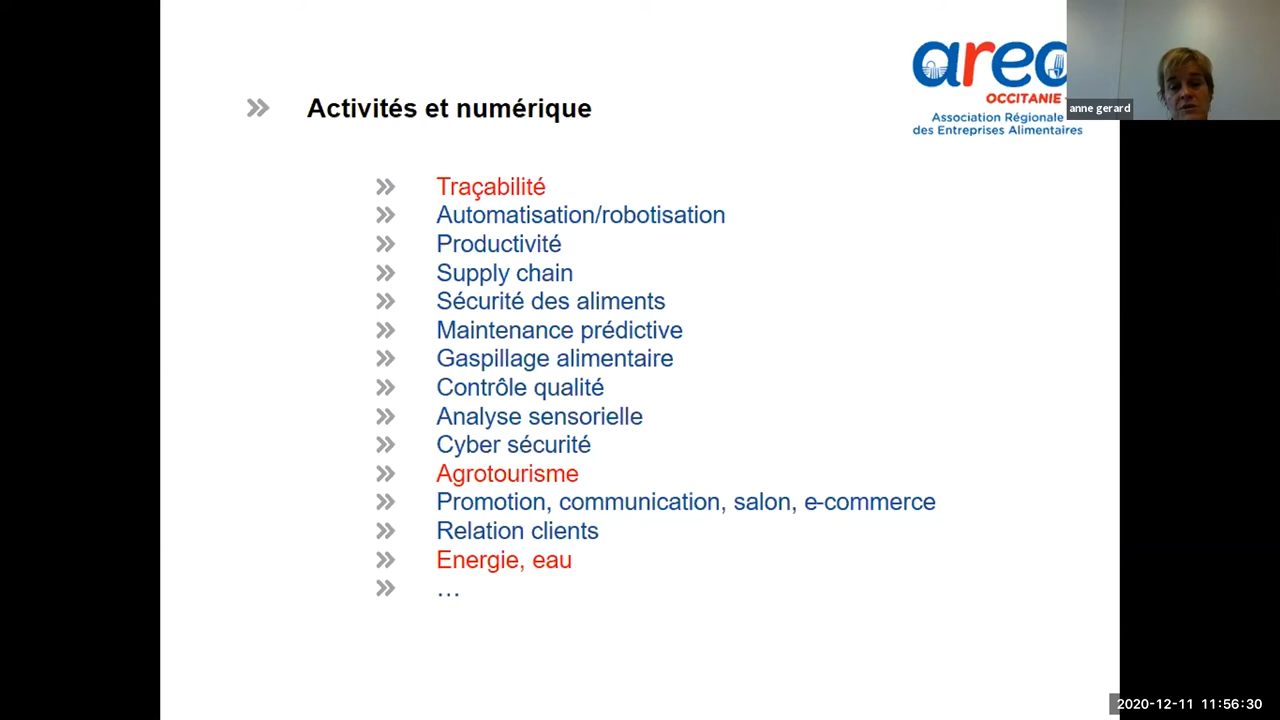 Activités et numérique
OCCITANIE
Association Régionale
des Entreprises Alimentaires
anne gerard
Traçabilité
Automatisation/robotisation
Productivité
Supply chain
Sécurité des aliments
Maintenance prédictive
Gaspillage alimentaire
Contrôle qualité
Analyse sensorielle
Cyber sécurité
Agrotourisme
Promotion, communication, salon, e-commerce
Relation clients
Energie, eau
…
2020-12-11 11:56:30